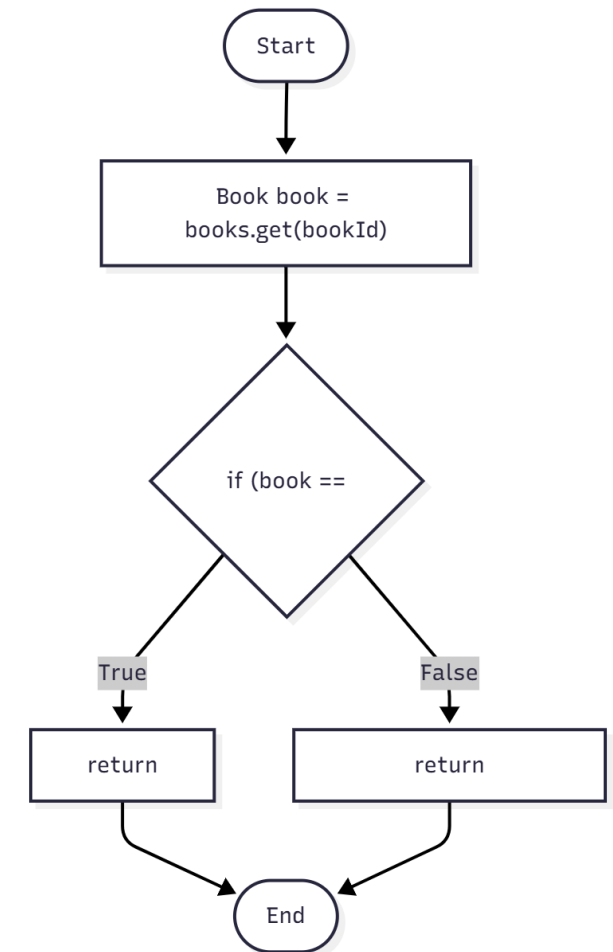 Start
Book book =
books.get(bookId)
if (book ==
True
False
return
return
End